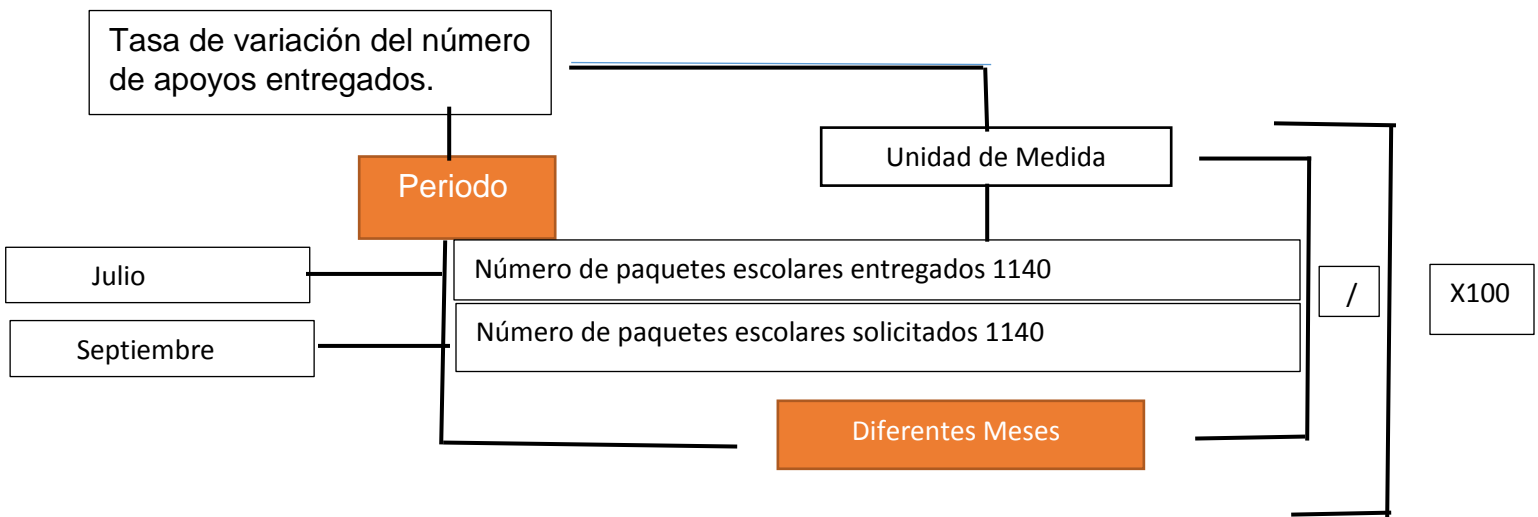 Tasa de variación del número
de apoyos entregados.
Unidad de Medida
Periodo
Julio
Número de paquetes escolares entregados 1140
/
X100
Septiembre
Número de paquetes escolares solicitados 1140
Diferentes Meses